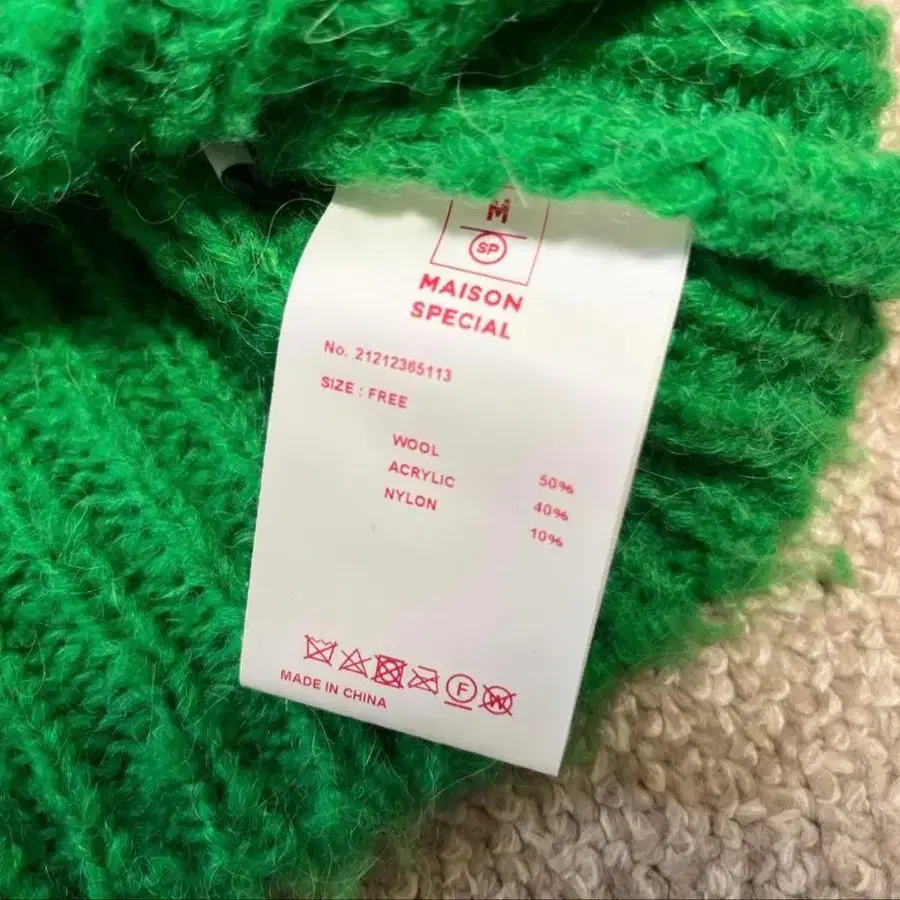 M
SP
MAISON
SPECIAL
No. 21212365113
SIZE : FREE
WOOL 50%
ACRYLIC 40%
NYLON 10%
F W
MADE IN CHINA